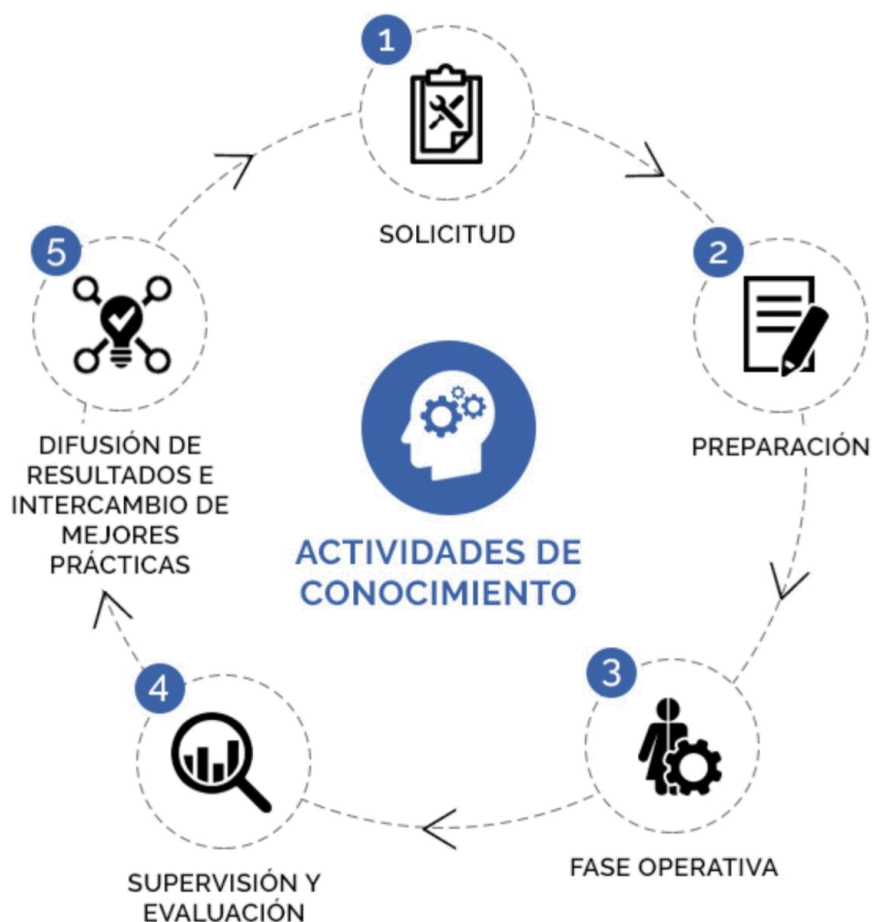 1
SOLICITUD
2
PREPARACIÓN
3
FASE OPERATIVA
4
SUPERVISIÓN Y
EVALUACIÓN
5
DIFUSIÓN DE
RESULTADOS E
INTERCAMBIO DE
MEJORES
PRÁCTICAS
ACTIVIDADES DE
CONOCIMIENTO